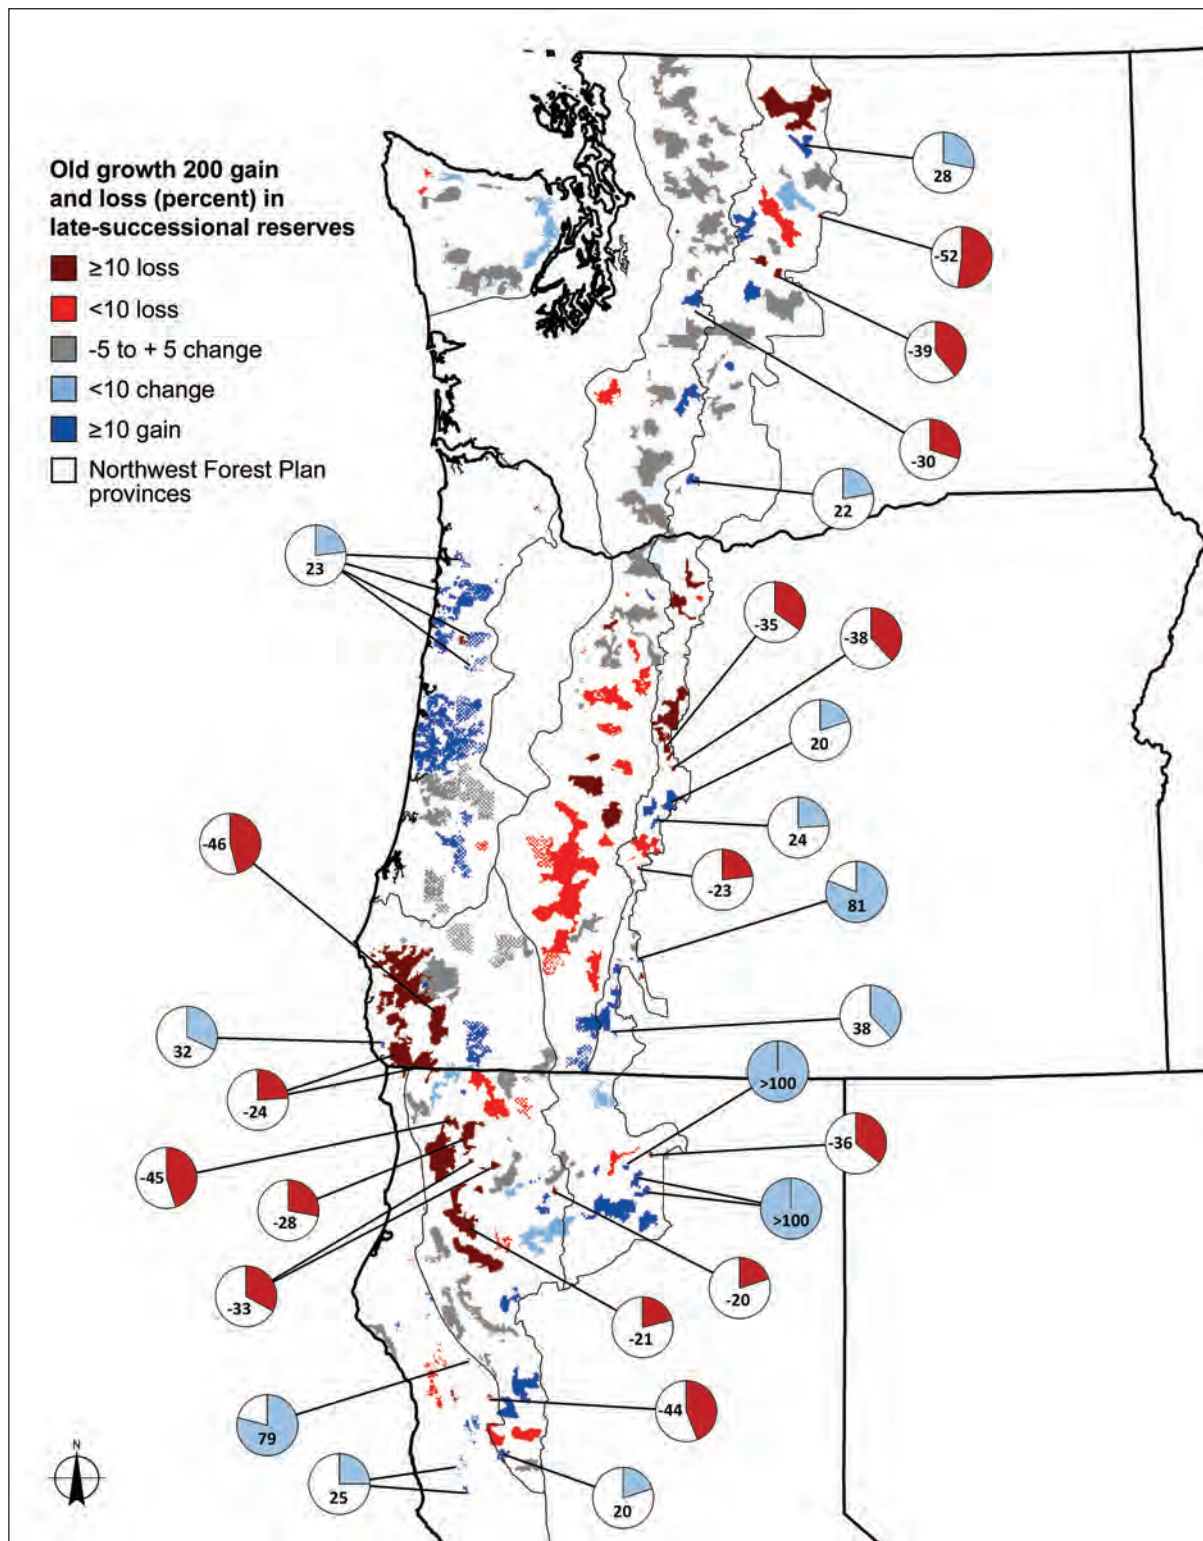 Old growth 200 gain
and loss (percent) in
late-successional reserves
≥10 loss
<10 loss
-5 to + 5 change
<10 change
≥10 gain
Northwest Forest Plan
provinces
28
-52
-39
-30
22
23
-35
-38
20
24
-46
-23
81
32
38
>100
-24
-36
-45
-28
>100
-33
-20
-21
79
-44
25
20
N